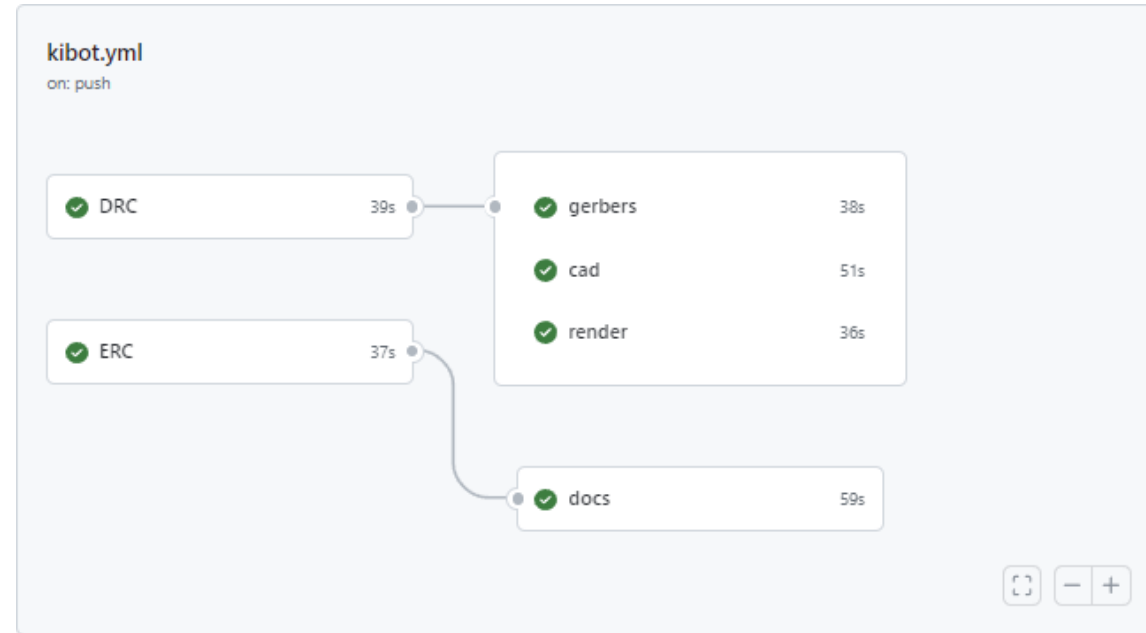 kibot.yml
on: push
DRC 39s
ERC 37s
gerbers 38s
cad 51s
render 36s
docs 59s